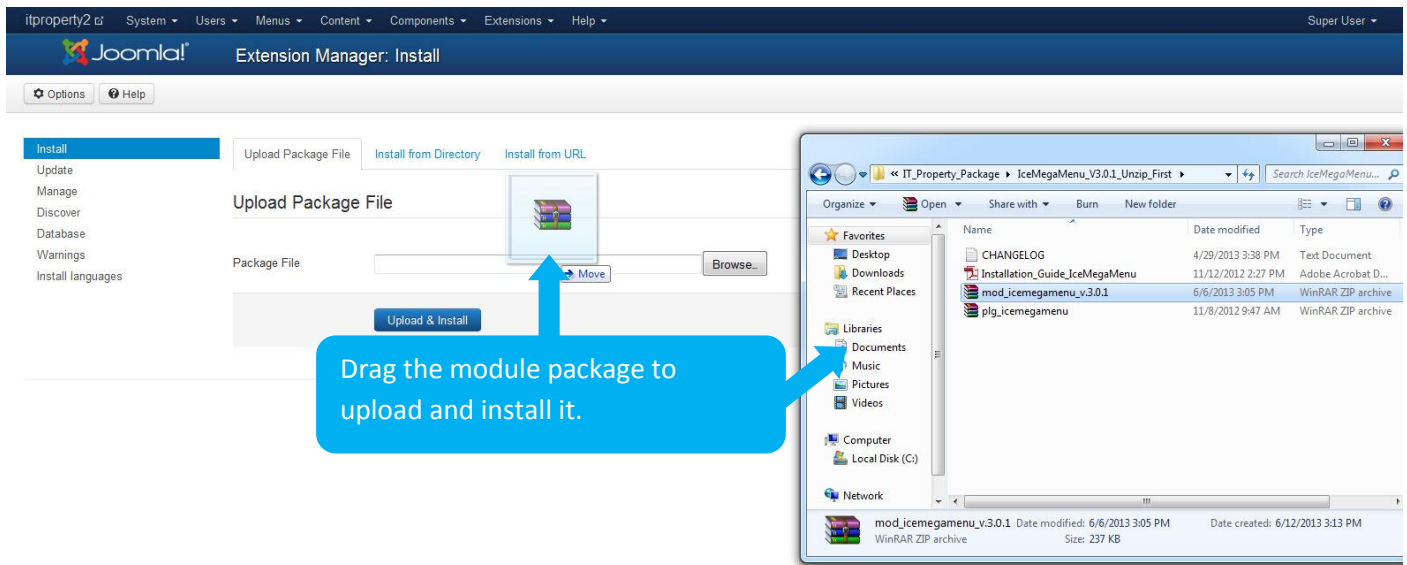 itproperty2 System Users Menus Content Components Extensions Help Super User
Joomla!® Extension Manager: Install
Options Help
Install
Update
Manage
Discover
Database
Warnings
Install languages
Upload Package File Install from Directory Install from URL
Upload Package File
Package File Browse...
Move
Upload & Install
Drag the module package to
upload and install it.
« IT_Property_Package IceMegaMenu_V3.0.1_Unzip_First Search IceMegaMenu...
Organize Open Share with Burn New folder
Favorites
Desktop
Downloads
Recent Places
Libraries
Documents
Music
Pictures
Videos
Computer
Local Disk (C:)
Network
Name Date modified Type
CHANGELOG 4/29/2013 3:38 PM Text Document
Installation_Guide_IceMegaMenu 11/12/2012 2:27 PM Adobe Acrobat D...
mod_icemegamenu_v.3.0.1 6/6/2013 3:05 PM WinRAR ZIP archive
plg_icemegamenu 11/8/2012 9:47 AM WinRAR ZIP archive
mod_icemegamenu_v.3.0.1 Date modified: 6/6/2013 3:05 PM Date created: 6/12/2013 3:13 PM
WinRAR ZIP archive Size: 237 KB